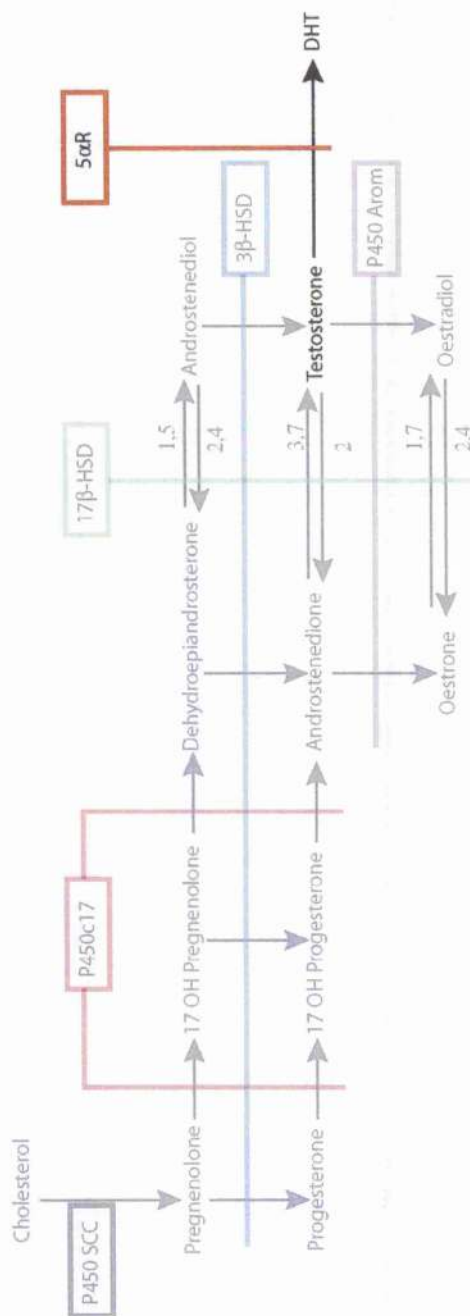 Cholesterol
P450 SCC
P450c17
17β-HSD
5αR
Pregnenolone
17 OH Pregnenolone
Dehydroepiandrosterone
1,5
2,4
Androstenediol
3β-HSD
Progesterone
17 OH Progesterone
Androstenedione
3,7
2
Testosterone
DHT
P450 Arom
Oestrone
1,7
2,4
Oestradiol